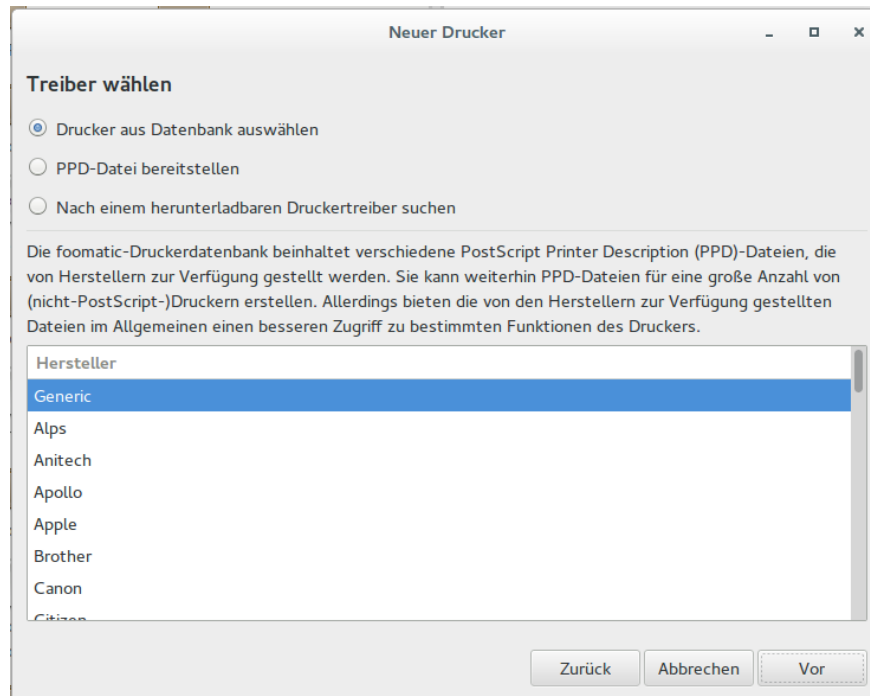 Neuer Drucker
Treiber wählen
Drucker aus Datenbank auswählen
PPD-Datei bereitstellen
Nach einem herunterladbaren Druckertreiber suchen
Die foomatic-Druckerdatenbank beinhaltet verschiedene PostScript Printer Description (PPD)-Dateien, die
von Herstellern zur Verfügung gestellt werden. Sie kann weiterhin PPD-Dateien für eine große Anzahl von
(nicht-PostScript-)Druckern erstellen. Allerdings bieten die von den Herstellern zur Verfügung gestellten
Dateien im Allgemeinen einen besseren Zugriff zu bestimmten Funktionen des Druckers.
Hersteller
Generic
Alps
Anitech
Apollo
Apple
Brother
Canon
Citizen
Zurück Abbrechen Vor